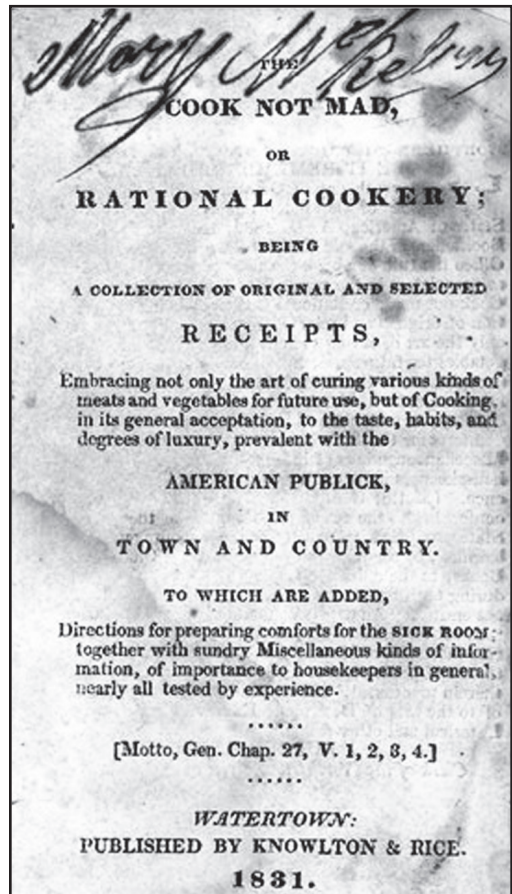 Mary McKelvey
THE
COOK NOT MAD,
OR
RATIONAL COOKERY;
BEING
A COLLECTION OF ORIGINAL AND SELECTED
RECEIPTS,
Embracing not only the art of curing various kinds of
meats and vegetables for future use, but of Cooking,
in its general acceptation, to the taste, habits, and
degrees of luxury, prevalent with the
AMERICAN PUBLICK,
IN
TOWN AND COUNTRY.
TO WHICH ARE ADDED,
Directions for preparing comforts for the SICK ROOM;
together with sundry Miscellaneous kinds of infor-
mation, of importance to housekeepers in general,
nearly all tested by experience.
......
[Motto, Gen. Chap. 27, V. 1, 2, 3, 4.]
......
WATERTOWN:
PUBLISHED BY KNOWLTON & RICE.
1831.